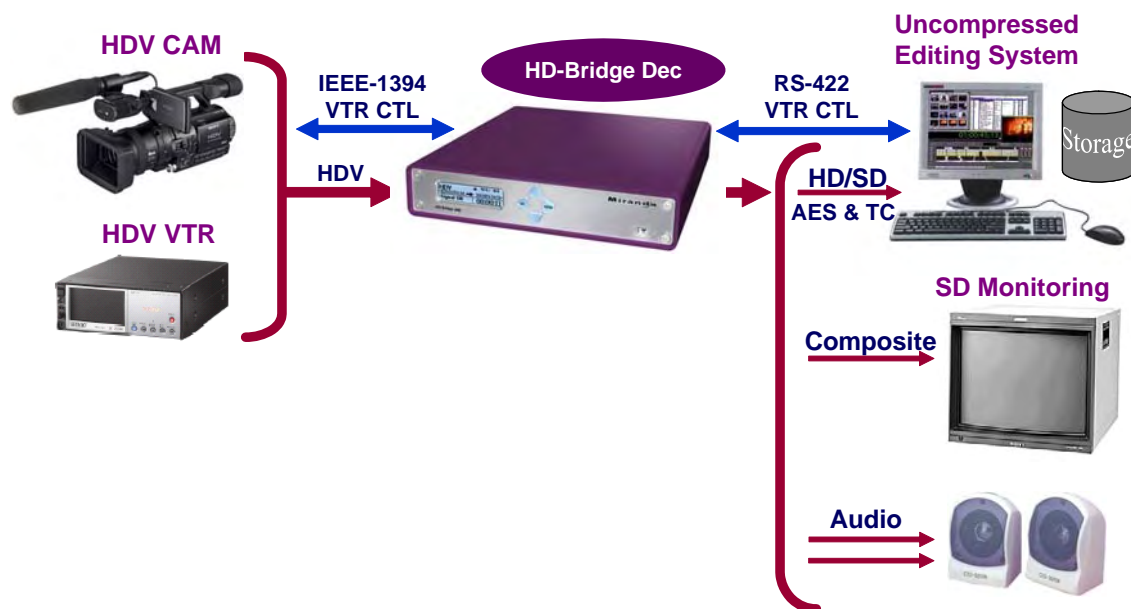 HDV CAM
IEEE-1394
VTR CTL
HDV
HDV VTR
HD-Bridge Dec
Miranda
RS-422
VTR CTL
Uncompressed
Editing System
Storage
HD/SD
AES & TC
SD Monitoring
Composite
Audio